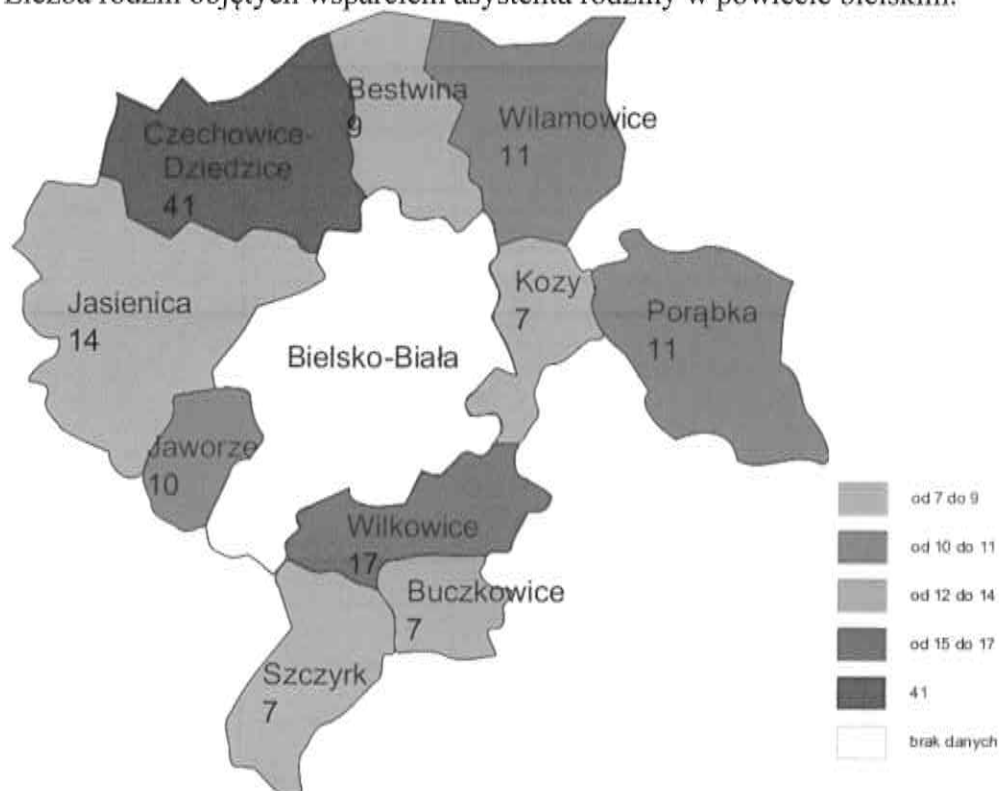 Liczba rodzin objętych wsparciem asystenta rodziny w powiecie bielskim.
Bestwina
9
Wilamowice
11
Czechowice-
Dziedzice
41
Kozy
7
Porąbka
11
Jasienica
14
Bielsko-Biała
Jaworze
10
Wilkowice
17
Buczkowice
7
Szczyrk
7
od 7 do 9
od 10 do 11
od 12 do 14
od 15 do 17
41
brak danych